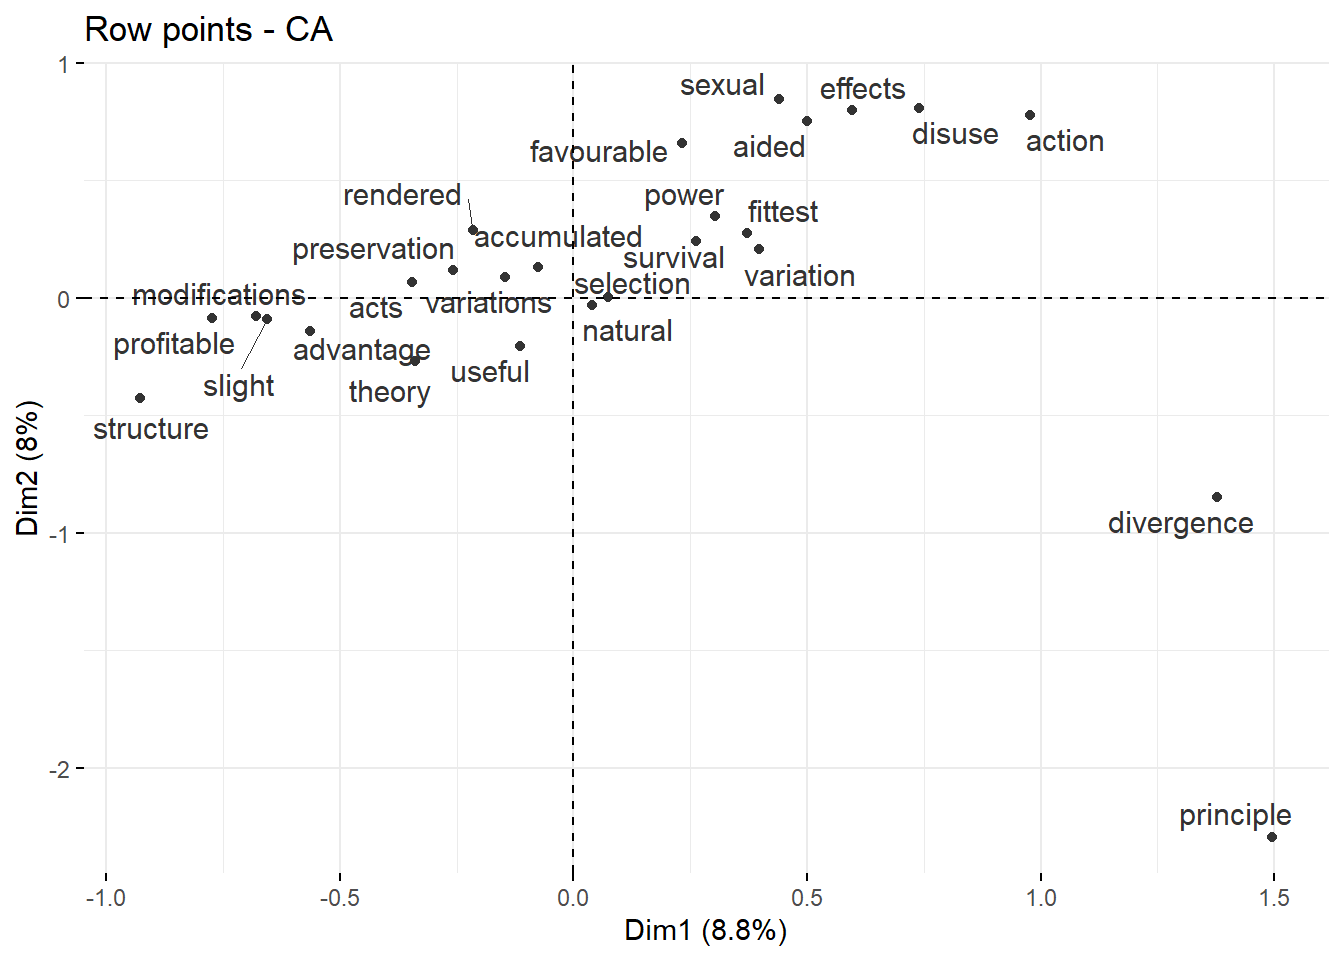 Row points - CA
1
sexual
effects
disuse
action
aided
favourable
rendered
power
fittest
accumulated
preservation
survival
variation
selection
modifications
0
acts
variations
natural
profitable
advantage
useful
slight
theory
structure
Dim2 (8%)
divergence
-1
-2
principle
-1.0
-0.5
0.0
0.5
1.0
1.5
Dim1 (8.8%)